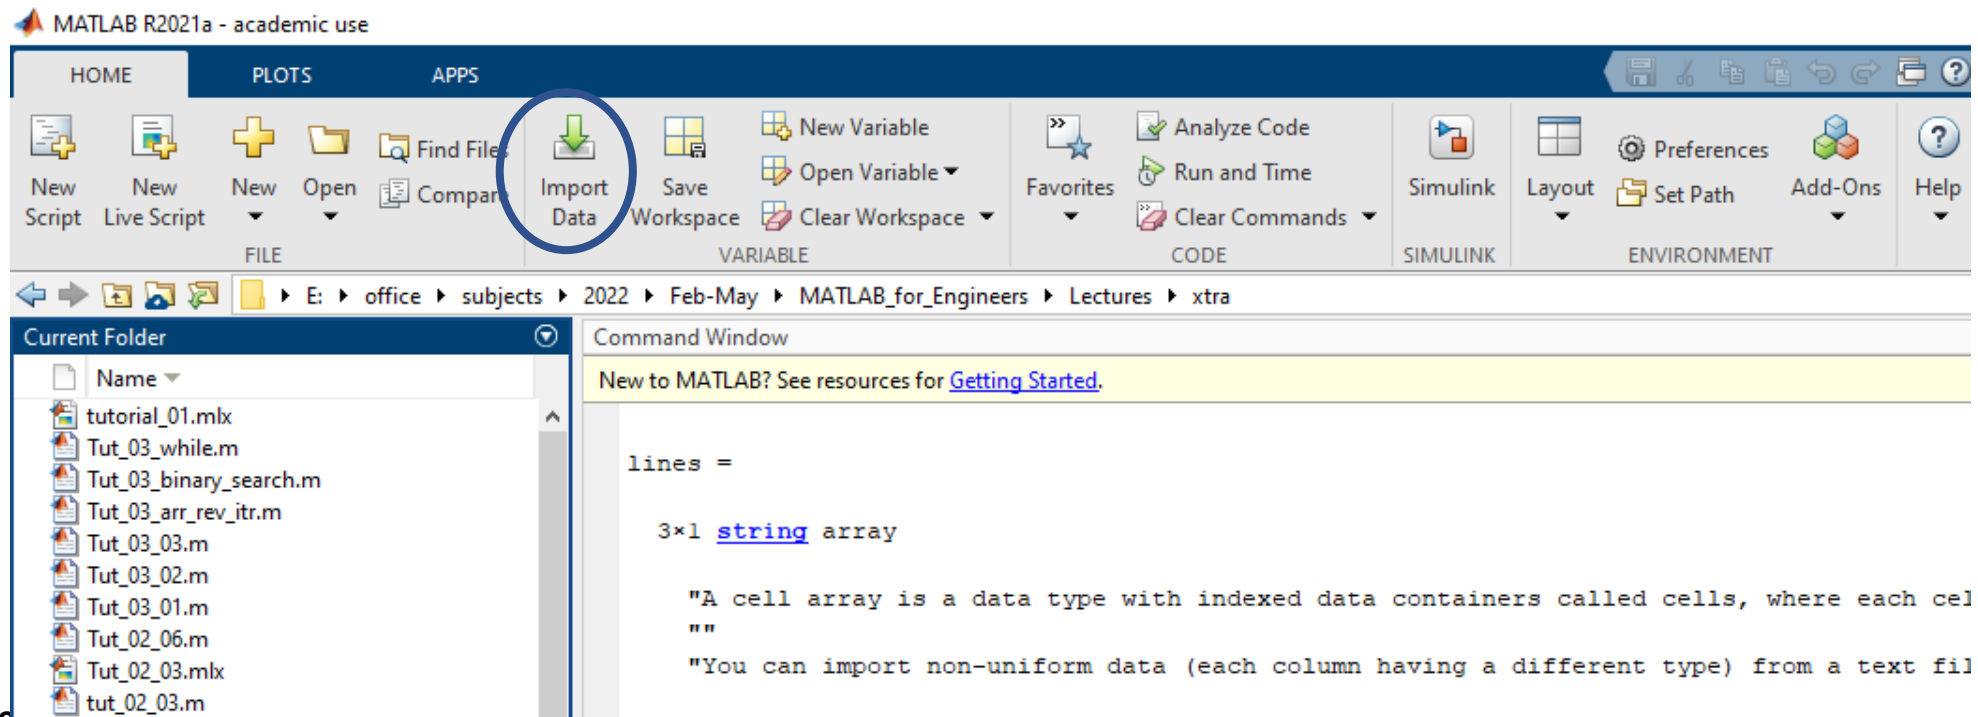 MATLAB R2021a - academic use
HOME PLOTS APPS
New Script
New Live Script
New
Open
Find Files
Compare
FILE
Import Data
Save Workspace
New Variable
Open Variable
Clear Workspace
VARIABLE
Favorites
Analyze Code
Run and Time
Clear Commands
CODE
Simulink
SIMULINK
Layout
Preferences
Set Path
Add-Ons
ENVIRONMENT
Help
E: office subjects 2022 Feb-May MATLAB_for_Engineers Lectures xtra
Current Folder
Name
tutorial_01.mlx
Tut_03_while.m
Tut_03_binary_search.m
Tut_03_arr_rev_itr.m
Tut_03_03.m
Tut_03_02.m
Tut_03_01.m
Tut_02_06.m
Tut_02_03.mlx
tut_02_03.m
Command Window
New to MATLAB? See resources for Getting Started.
lines =
3×1 string array
"A cell array is a data type with indexed data containers called cells, where each cel
""
"You can import non-uniform data (each column having a different type) from a text fil